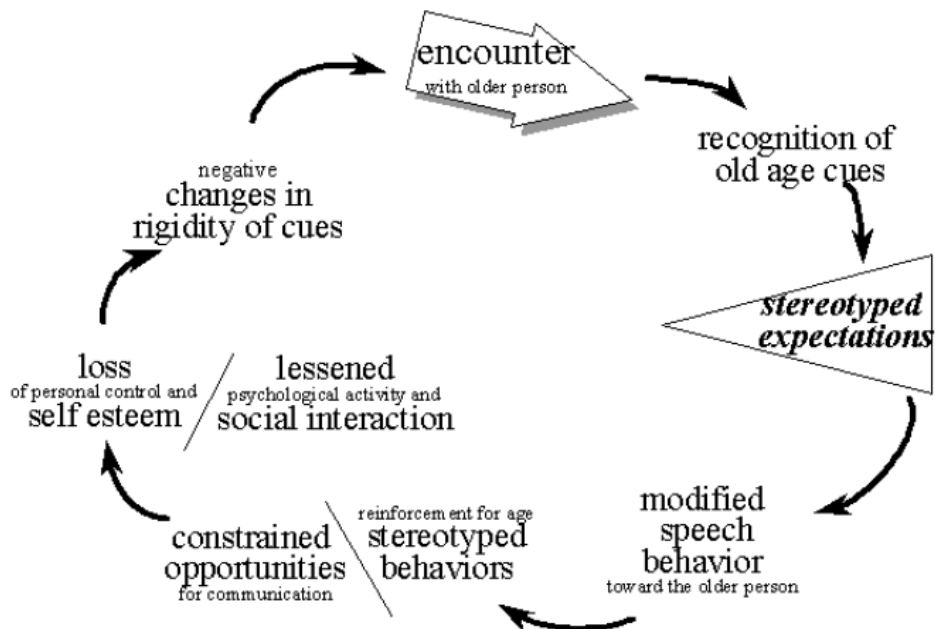 encounter
with older person
recognition of
old age cues
stereotyped
expectations
modified
speech
behavior
toward the older person
reinforcement for age
stereotyped
behaviors
constrained
opportunities
for communication
loss
of personal control and
self esteem
lessened
psychological activity and
social interaction
negative
changes in
rigidity of cues